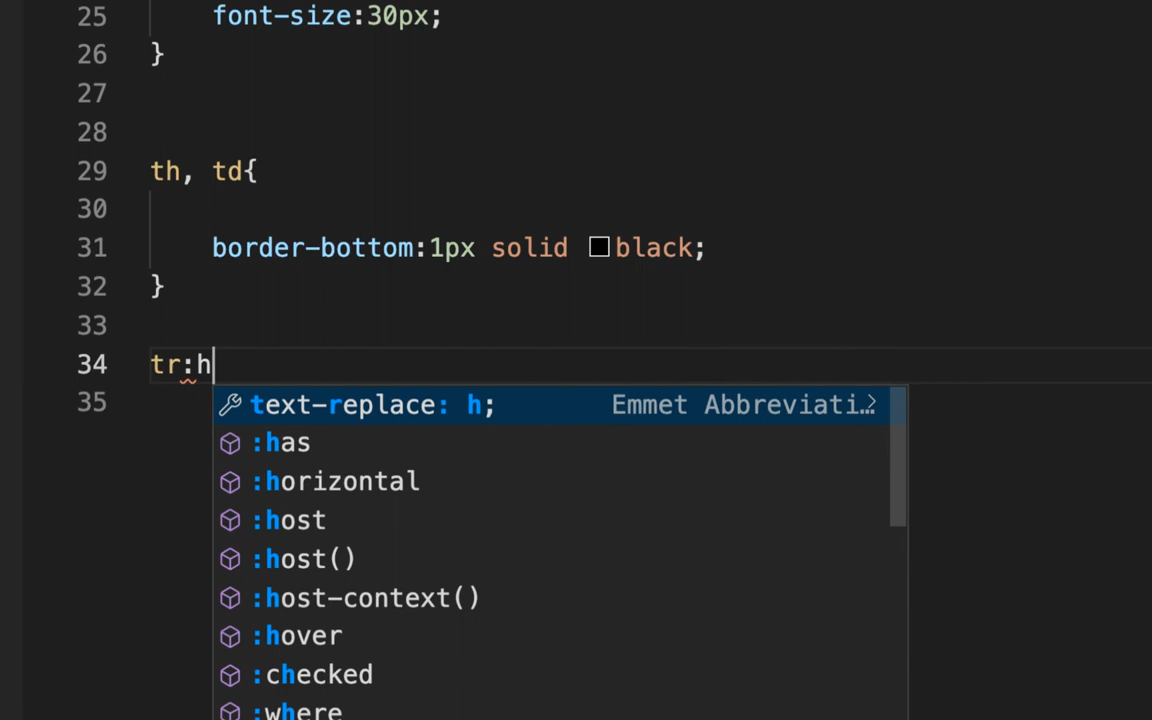 25 font-size:30px;
26 }
27
28
29 th, td{
30
31 border-bottom:1px solid black;
32 }
33
34 tr:h
35
text-replace: h; Emmet Abbreviati…
:has
:horizontal
:host
:host()
:host-context()
:hover
:checked
:where